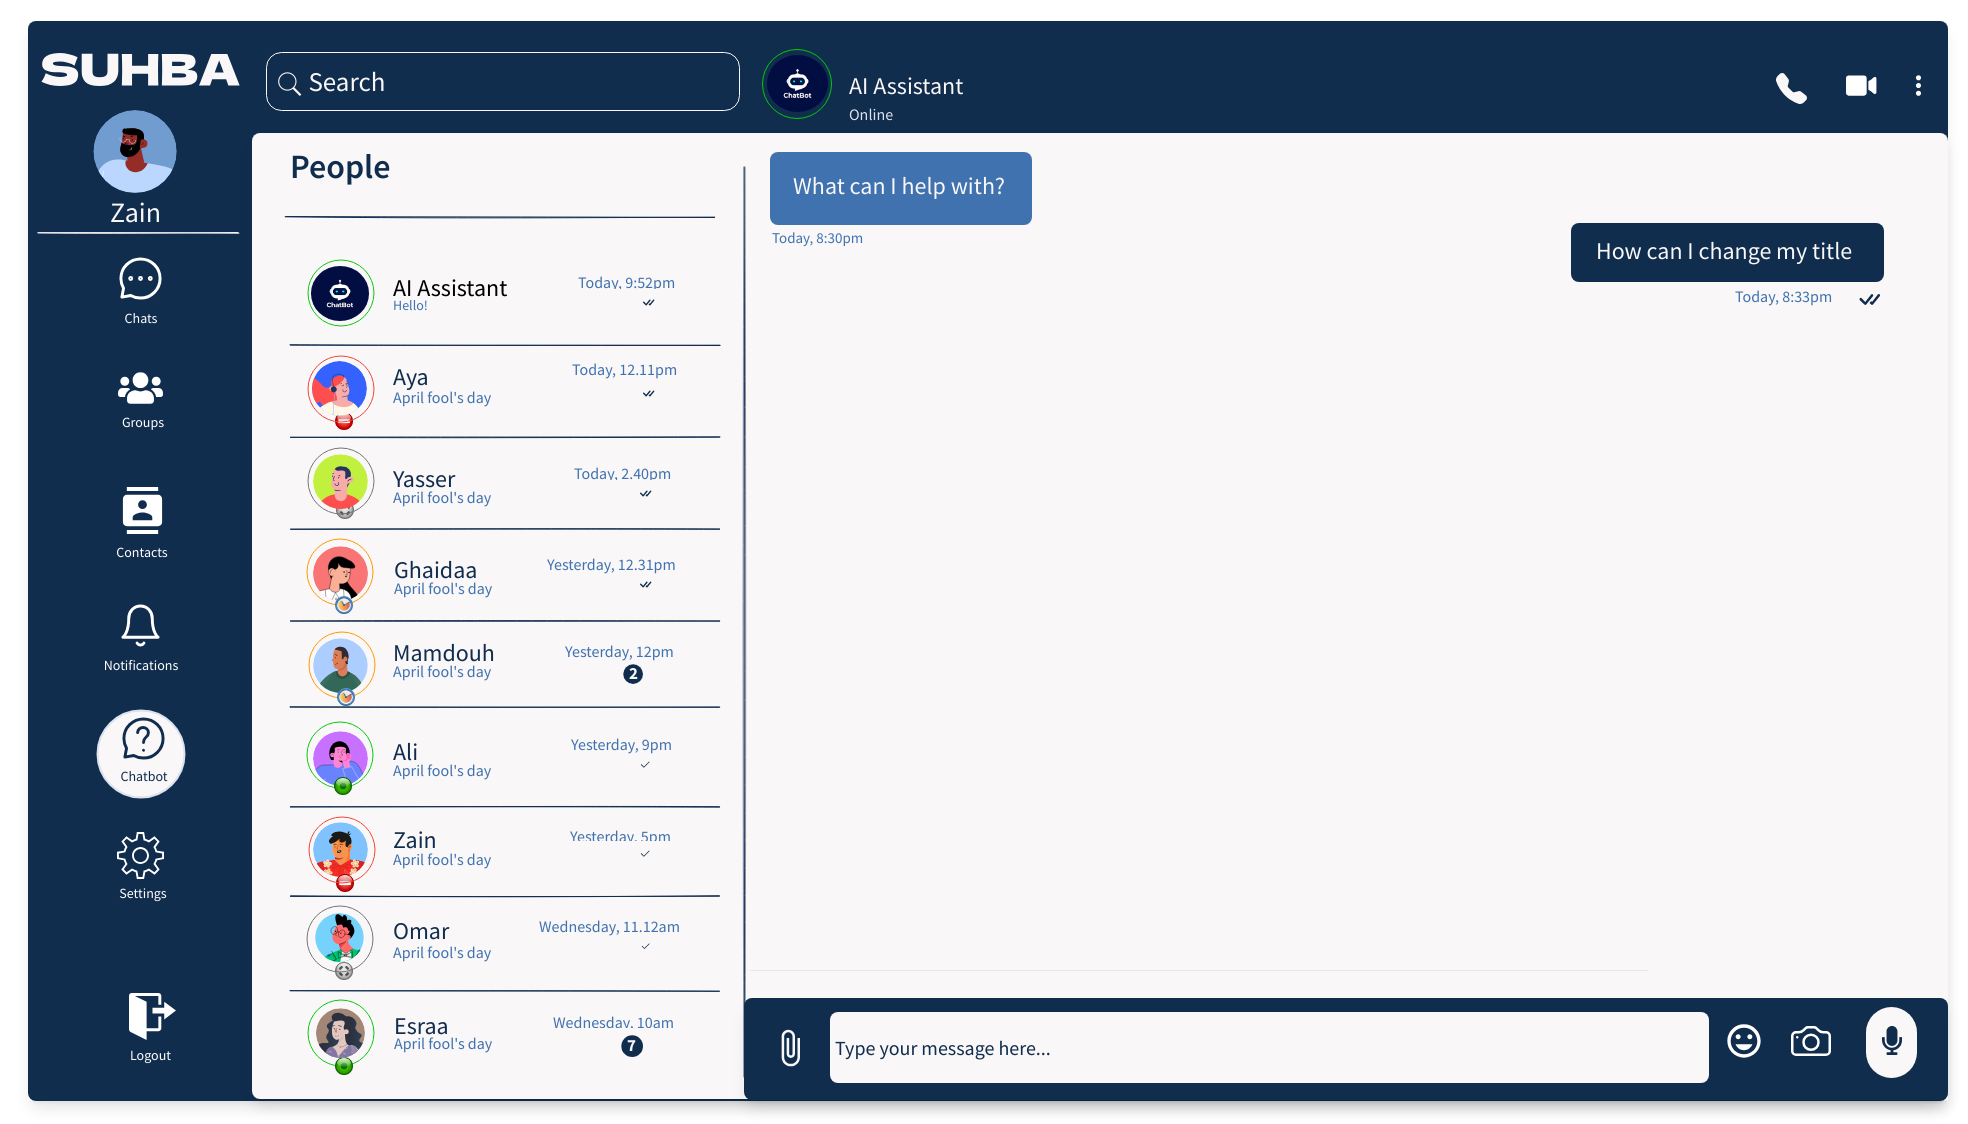 SUHBA
Zain
Chats
Groups
Contacts
Notifications
Chatbot
Settings
Logout
Search
People
ChatBot
AI Assistant
Hello!
Today, 9:52pm
Aya
April fool's day
Today, 12.11pm
Yasser
April fool's day
Today, 2.40pm
Ghaidaa
April fool's day
Yesterday, 12.31pm
Mamdouh
April fool's day
Yesterday, 12pm
2
Ali
April fool's day
Yesterday, 9pm
Zain
April fool's day
Yesterday, 5pm
Omar
April fool's day
Wednesday, 11.12am
Esraa
April fool's day
Wednesday, 10am
7
ChatBot
AI Assistant
Online
What can I help with?
Today, 8:30pm
How can I change my title
Today, 8:33pm
Type your message here...